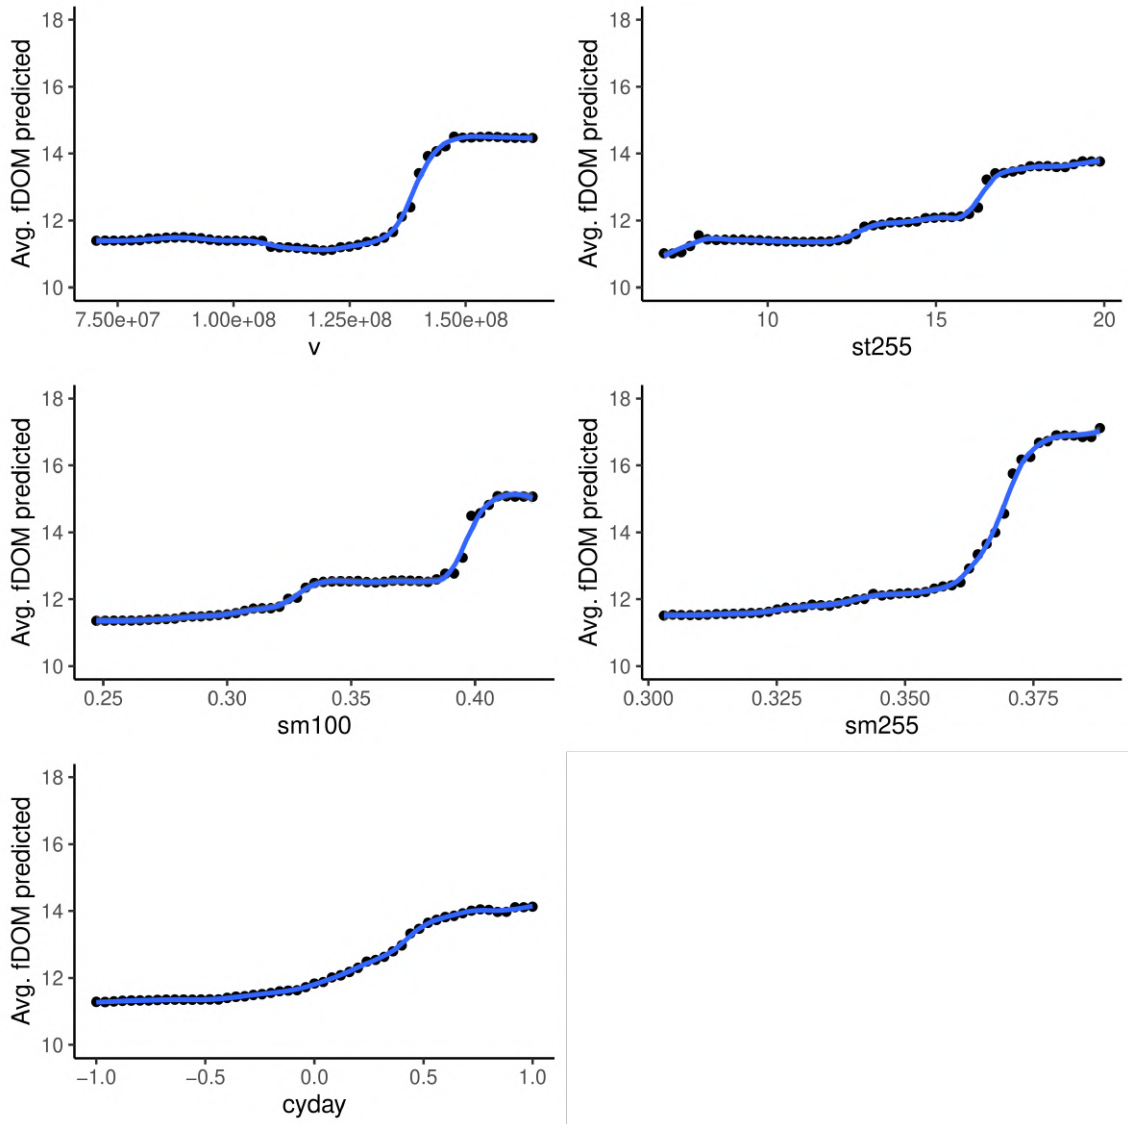 18
16
14
12
10
Avg. fDOM predicted
7.50e+07 1.00e+08 1.25e+08 1.50e+08
v
18
16
14
12
10
Avg. fDOM predicted
10 15 20
st255
18
16
14
12
10
Avg. fDOM predicted
0.25 0.30 0.35 0.40
sm100
18
16
14
12
10
Avg. fDOM predicted
0.300 0.325 0.350 0.375
sm255
18
16
14
12
10
Avg. fDOM predicted
−1.0 −0.5 0.0 0.5 1.0
cyday